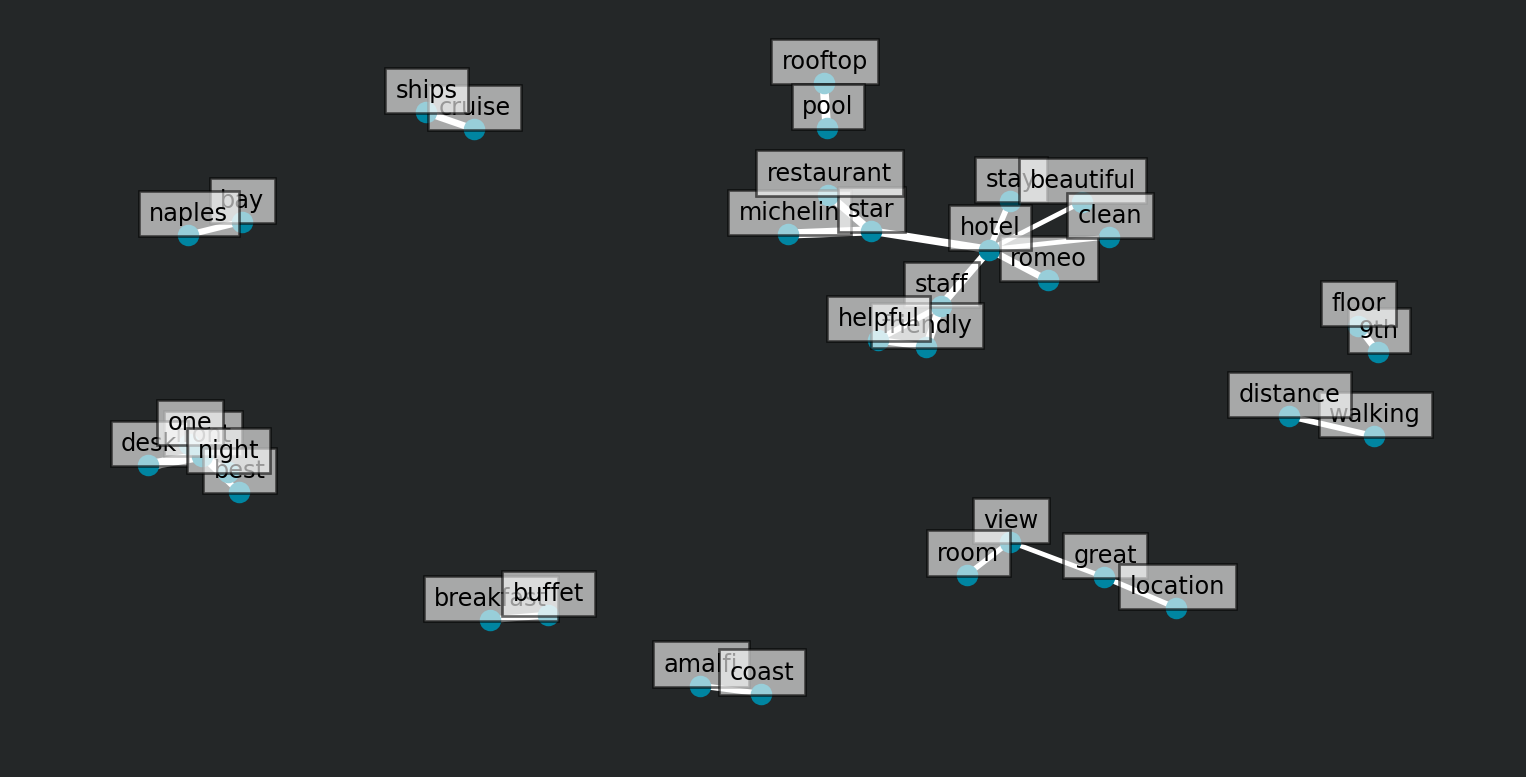 rooftop
ships
cruise
pool
restaurant
stay
beautiful
naples
bay
michelin
star
clean
hotel
romeo
staff
helpful
friendly
floor
9th
distance
walking
one
desk
front
night
best
view
room
great
location
breakfast
buffet
amalfi
coast